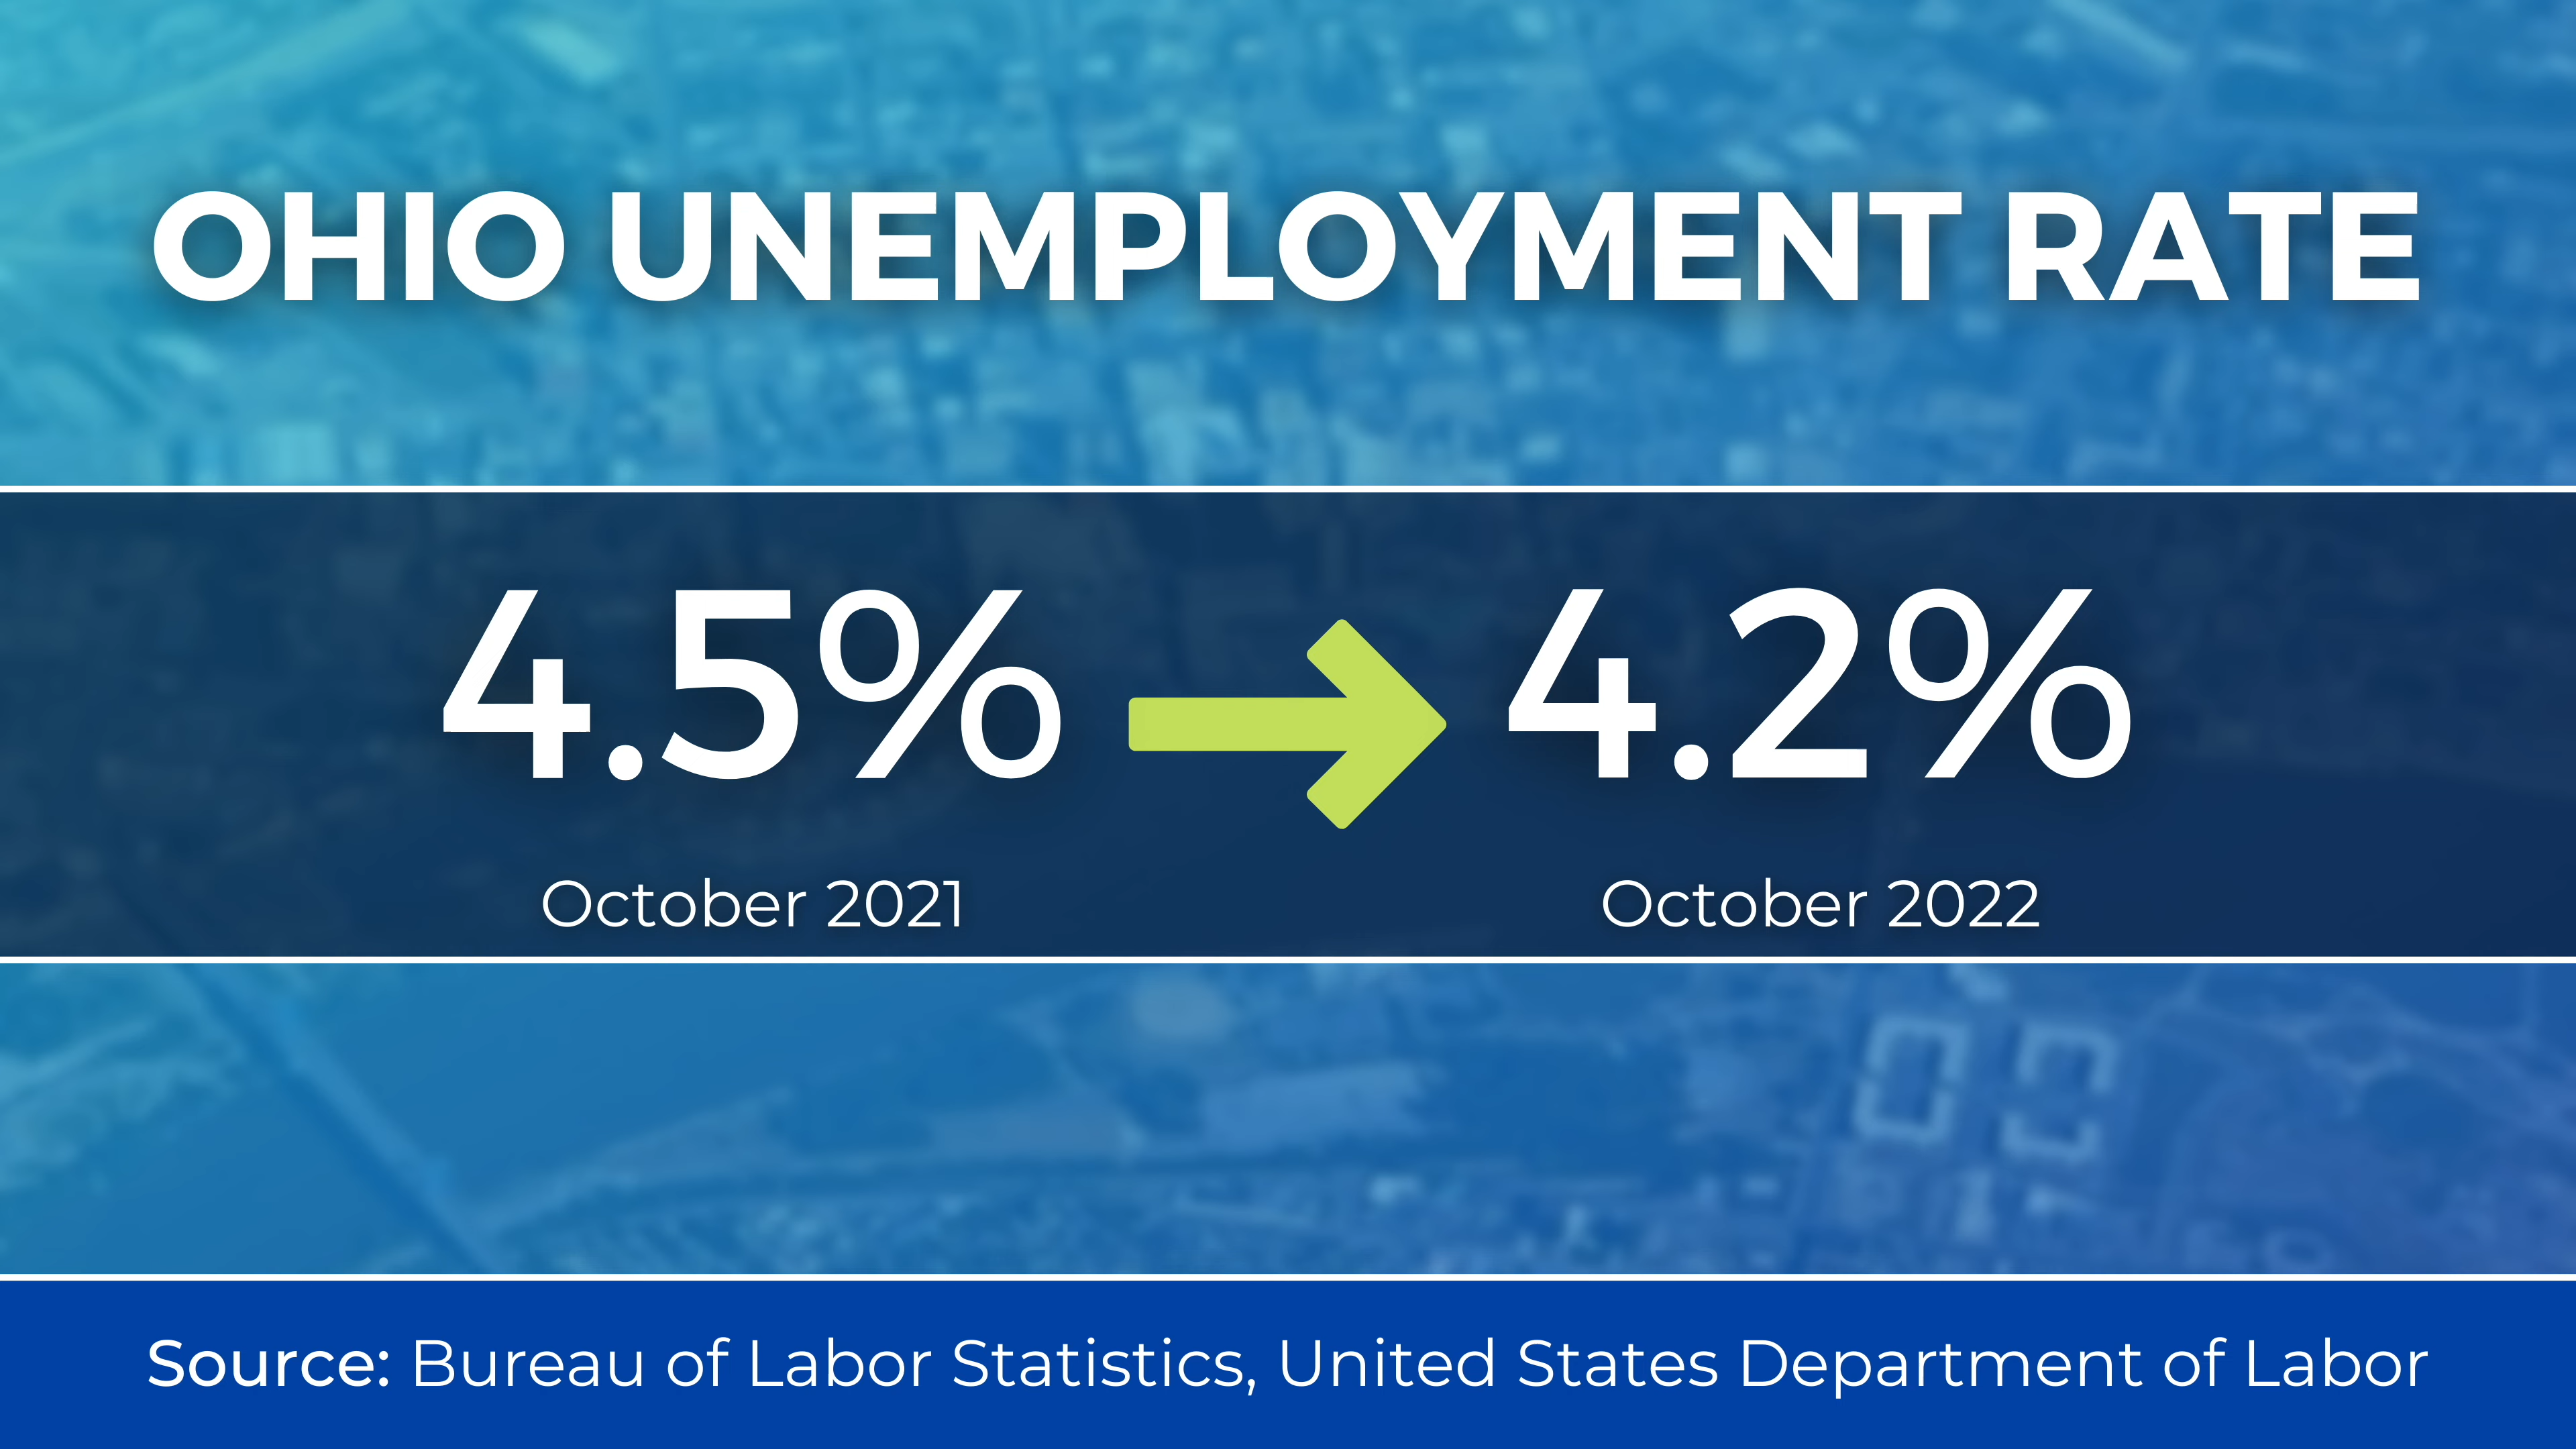 OHIO UNEMPLOYMENT RATE
4.5% 4.2%
October 2021 October 2022
Source: Bureau of Labor Statistics, United States Department of Labor